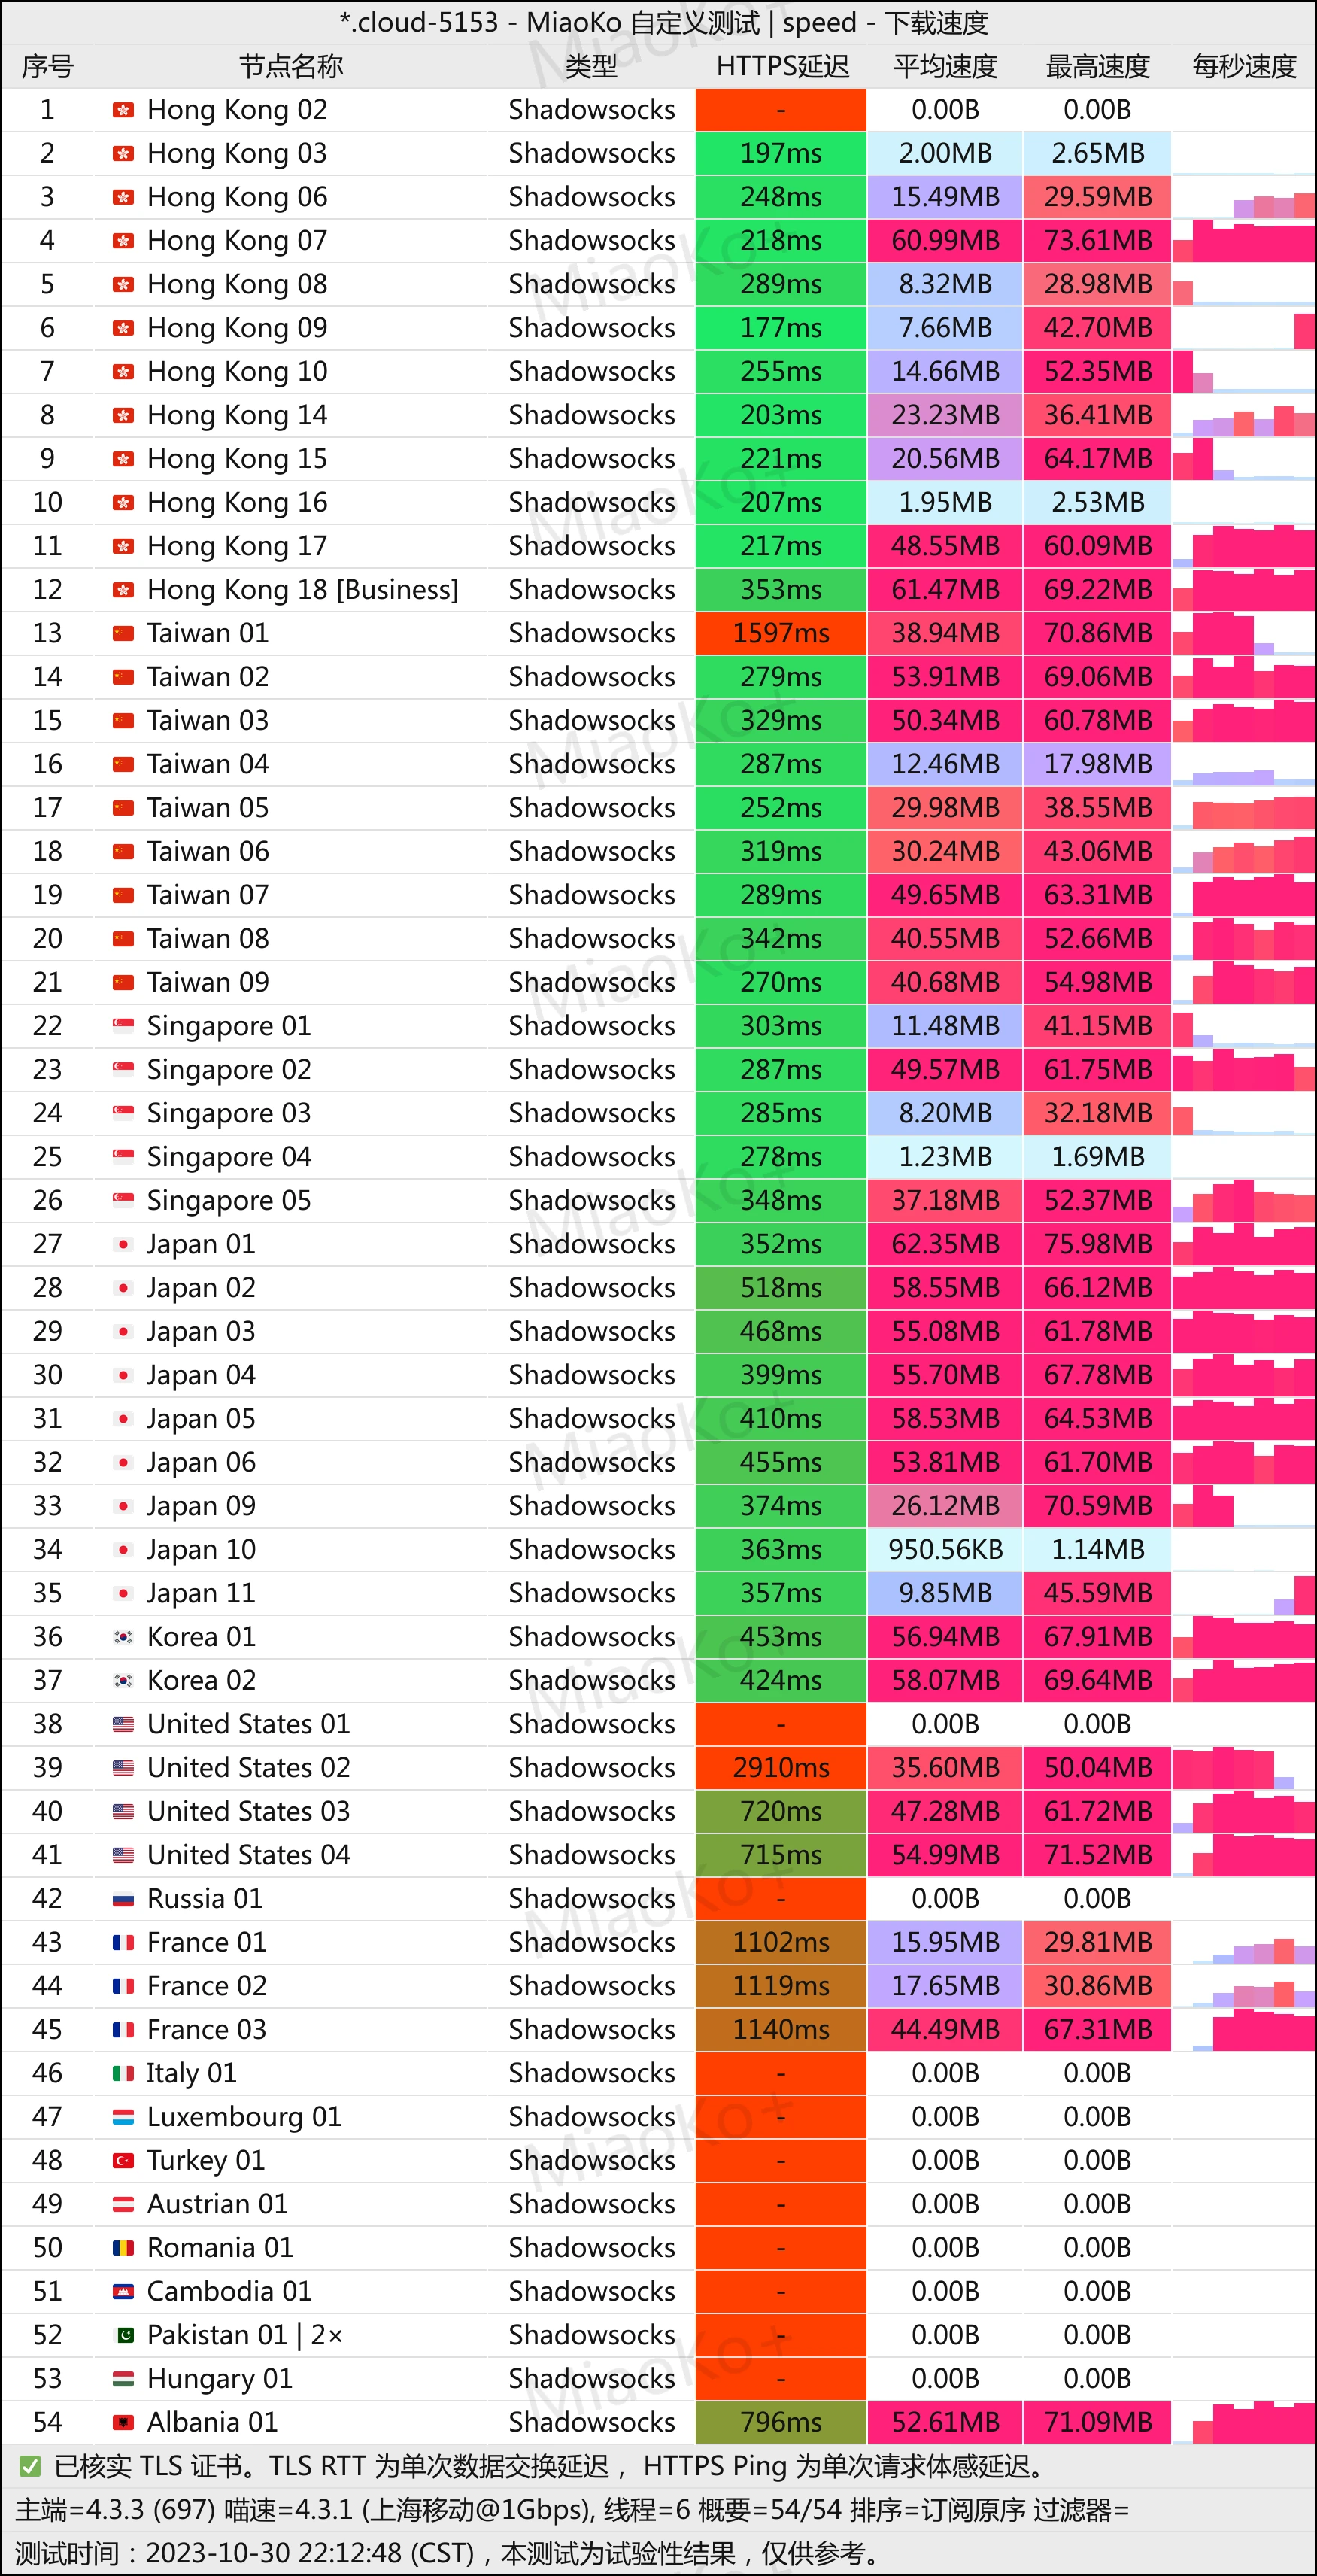 *.cloud-5153 - MiaoKo 自定义测试 | speed - 下载速度
序号 节点名称 类型 HTTPS延迟 平均速度 最高速度 每秒速度
1 Hong Kong 02 Shadowsocks - 0.00B 0.00B
2 Hong Kong 03 Shadowsocks 197ms 2.00MB 2.65MB
3 Hong Kong 06 Shadowsocks 248ms 15.49MB 29.59MB
4 Hong Kong 07 Shadowsocks 218ms 60.99MB 73.61MB
5 Hong Kong 08 Shadowsocks 289ms 8.32MB 28.98MB
6 Hong Kong 09 Shadowsocks 177ms 7.66MB 42.70MB
7 Hong Kong 10 Shadowsocks 255ms 14.66MB 52.35MB
8 Hong Kong 14 Shadowsocks 203ms 23.23MB 36.41MB
9 Hong Kong 15 Shadowsocks 221ms 20.56MB 64.17MB
10 Hong Kong 16 Shadowsocks 207ms 1.95MB 2.53MB
11 Hong Kong 17 Shadowsocks 217ms 48.55MB 60.09MB
12 Hong Kong 18 [Business] Shadowsocks 353ms 61.47MB 69.22MB
13 Taiwan 01 Shadowsocks 1597ms 38.94MB 70.86MB
14 Taiwan 02 Shadowsocks 279ms 53.91MB 69.06MB
15 Taiwan 03 Shadowsocks 329ms 50.34MB 60.78MB
16 Taiwan 04 Shadowsocks 287ms 12.46MB 17.98MB
17 Taiwan 05 Shadowsocks 252ms 29.98MB 38.55MB
18 Taiwan 06 Shadowsocks 319ms 30.24MB 43.06MB
19 Taiwan 07 Shadowsocks 289ms 49.65MB 63.31MB
20 Taiwan 08 Shadowsocks 342ms 40.55MB 52.66MB
21 Taiwan 09 Shadowsocks 270ms 40.68MB 54.98MB
22 Singapore 01 Shadowsocks 303ms 11.48MB 41.15MB
23 Singapore 02 Shadowsocks 287ms 49.57MB 61.75MB
24 Singapore 03 Shadowsocks 285ms 8.20MB 32.18MB
25 Singapore 04 Shadowsocks 278ms 1.23MB 1.69MB
26 Singapore 05 Shadowsocks 348ms 37.18MB 52.37MB
27 Japan 01 Shadowsocks 352ms 62.35MB 75.98MB
28 Japan 02 Shadowsocks 518ms 58.55MB 66.12MB
29 Japan 03 Shadowsocks 468ms 55.08MB 61.78MB
30 Japan 04 Shadowsocks 399ms 55.70MB 67.78MB
31 Japan 05 Shadowsocks 410ms 58.53MB 64.53MB
32 Japan 06 Shadowsocks 455ms 53.81MB 61.70MB
33 Japan 09 Shadowsocks 374ms 26.12MB 70.59MB
34 Japan 10 Shadowsocks 363ms 950.56KB 1.14MB
35 Japan 11 Shadowsocks 357ms 9.85MB 45.59MB
36 Korea 01 Shadowsocks 453ms 56.94MB 67.91MB
37 Korea 02 Shadowsocks 424ms 58.07MB 69.64MB
38 United States 01 Shadowsocks - 0.00B 0.00B
39 United States 02 Shadowsocks 2910ms 35.60MB 50.04MB
40 United States 03 Shadowsocks 720ms 47.28MB 61.72MB
41 United States 04 Shadowsocks 715ms 54.99MB 71.52MB
42 Russia 01 Shadowsocks - 0.00B 0.00B
43 France 01 Shadowsocks 1102ms 15.95MB 29.81MB
44 France 02 Shadowsocks 1119ms 17.65MB 30.86MB
45 France 03 Shadowsocks 1140ms 44.49MB 67.31MB
46 Italy 01 Shadowsocks - 0.00B 0.00B
47 Luxembourg 01 Shadowsocks - 0.00B 0.00B
48 Turkey 01 Shadowsocks - 0.00B 0.00B
49 Austrian 01 Shadowsocks - 0.00B 0.00B
50 Romania 01 Shadowsocks - 0.00B 0.00B
51 Cambodia 01 Shadowsocks - 0.00B 0.00B
52 Pakistan 01 | 2× Shadowsocks - 0.00B 0.00B
53 Hungary 01 Shadowsocks - 0.00B 0.00B
54 Albania 01 Shadowsocks 796ms 52.61MB 71.09MB
✅ 已核实 TLS 证书。TLS RTT 为单次数据交换延迟， HTTPS Ping 为单次请求体感延迟。
主端=4.3.3 (697) 喵速=4.3.1 (上海移动@1Gbps), 线程=6 概要=54/54 排序=订阅原序 过滤器=
测试时间：2023-10-30 22:12:48 (CST)，本测试为试验性结果，仅供参考。